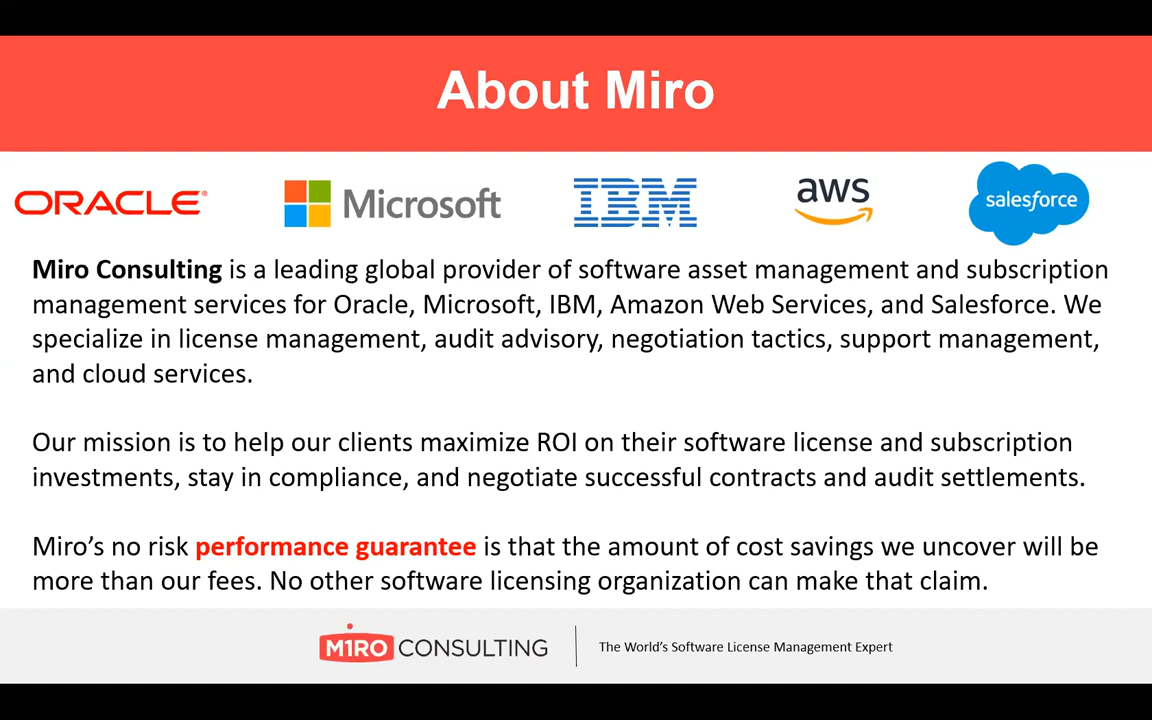 About Miro
ORACLE® Microsoft IBM aws salesforce
Miro Consulting is a leading global provider of software asset management and subscription
management services for Oracle, Microsoft, IBM, Amazon Web Services, and Salesforce. We
specialize in license management, audit advisory, negotiation tactics, support management,
and cloud services.
Our mission is to help our clients maximize ROI on their software license and subscription
investments, stay in compliance, and negotiate successful contracts and audit settlements.
Miro’s no risk performance guarantee is that the amount of cost savings we uncover will be
more than our fees. No other software licensing organization can make that claim.
MIRO CONSULTING The World’s Software License Management Expert